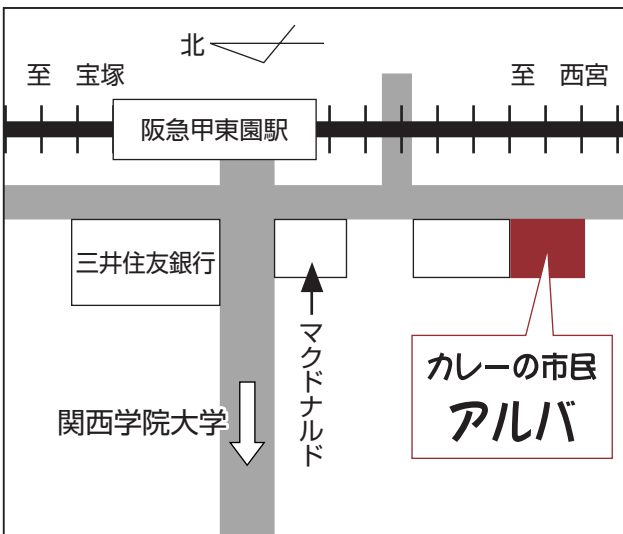 北
至 宝塚
至 西宮
阪急甲東園駅
三井住友銀行
マクドナルド
カレーの市民
アルバ
関西学院大学